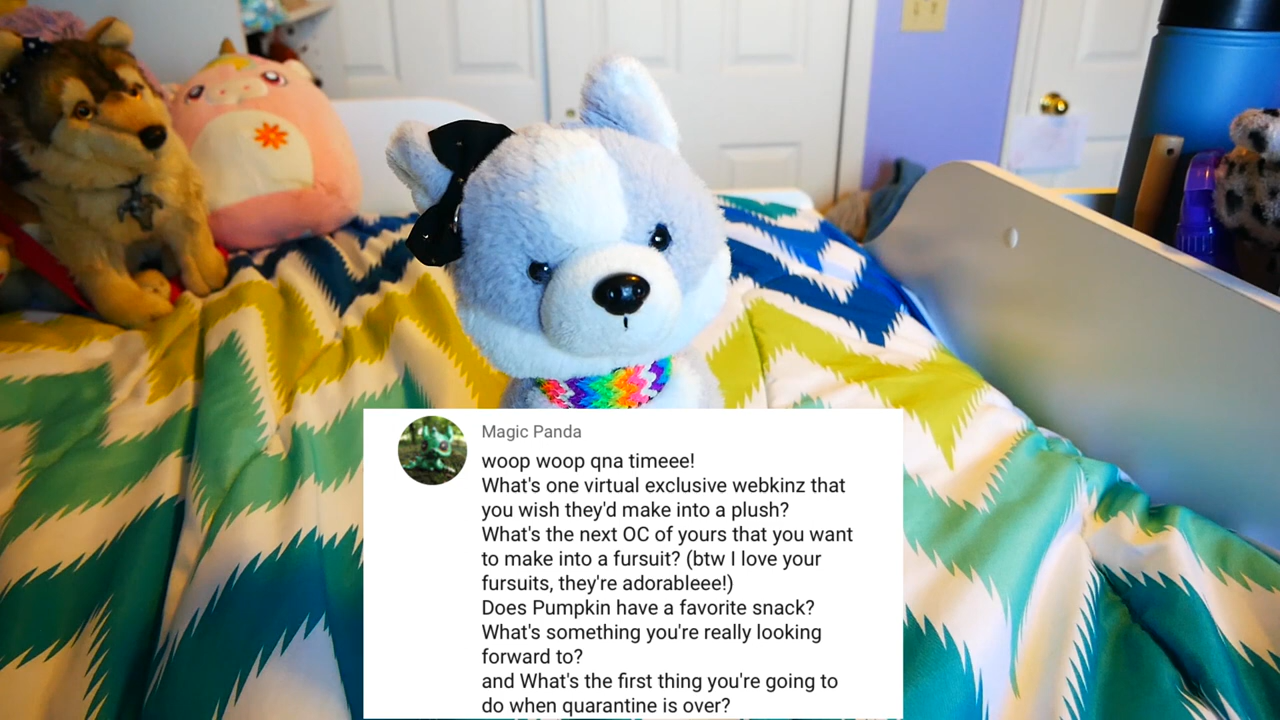 Magic Panda
woop woop qna timeee!
What's one virtual exclusive webkinz that
you wish they'd make into a plush?
What's the next OC of yours that you want
to make into a fursuit? (btw I love your
fursuits, they're adorableee!)
Does Pumpkin have a favorite snack?
What's something you're really looking
forward to?
and What's the first thing you're going to
do when quarantine is over?